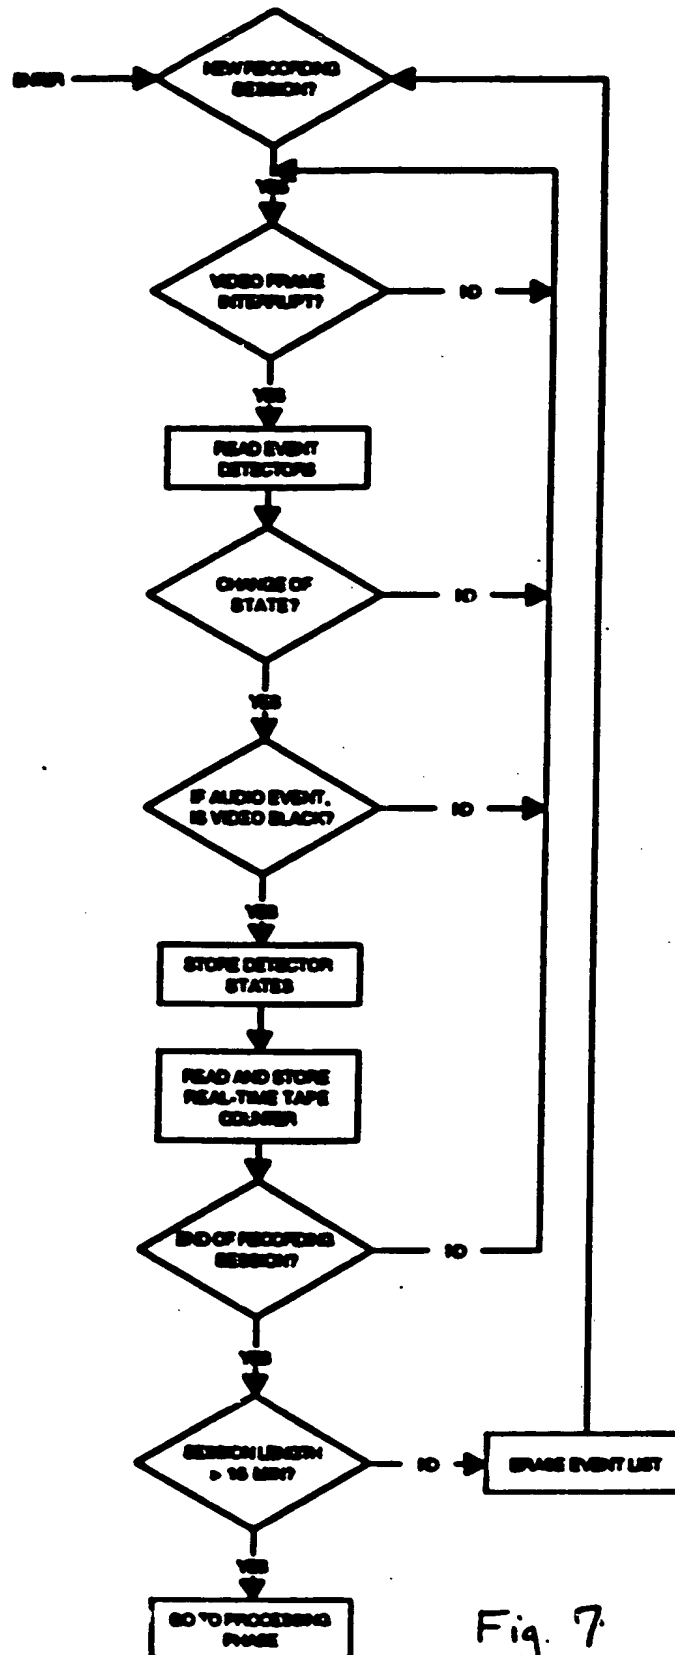 NEW RECORDING
SESSION?
ENTER
YES
VIDEO FRAME
INTERRUPT?
NO
YES
READ EVENT
DETECTORS
CHANGE OF
STATE?
NO
YES
IF AUDIO EVENT,
IS VIDEO BLACK?
NO
YES
STORE DETECTOR
STATES
READ AND STORE
REAL-TIME TAPE
COUNTER
END OF RECORDING
SESSION?
NO
YES
SESSION LENGTH
> 15 MIN?
NO
ERASE EVENT LIST
YES
GO TO PROCESSING
PHASE
Fig. 7